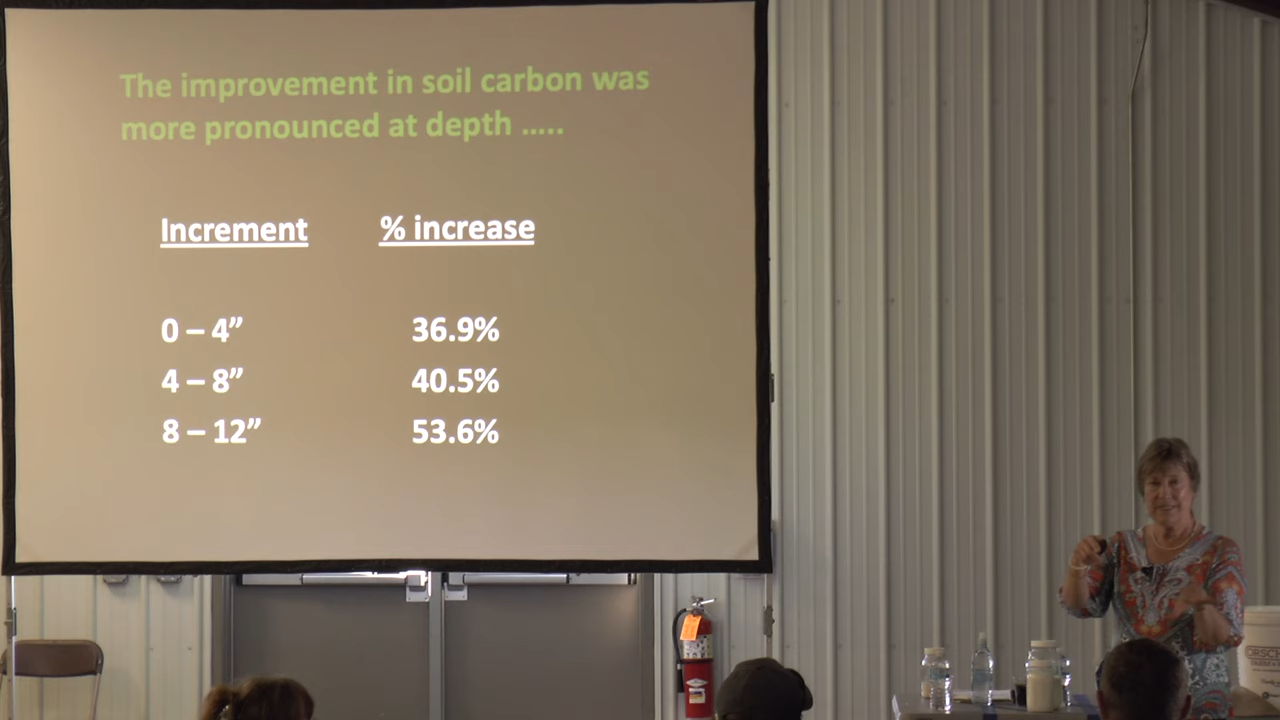 The improvement in soil carbon was
more pronounced at depth .....
Increment % increase
0 – 4” 36.9%
4 – 8” 40.5%
8 – 12” 53.6%